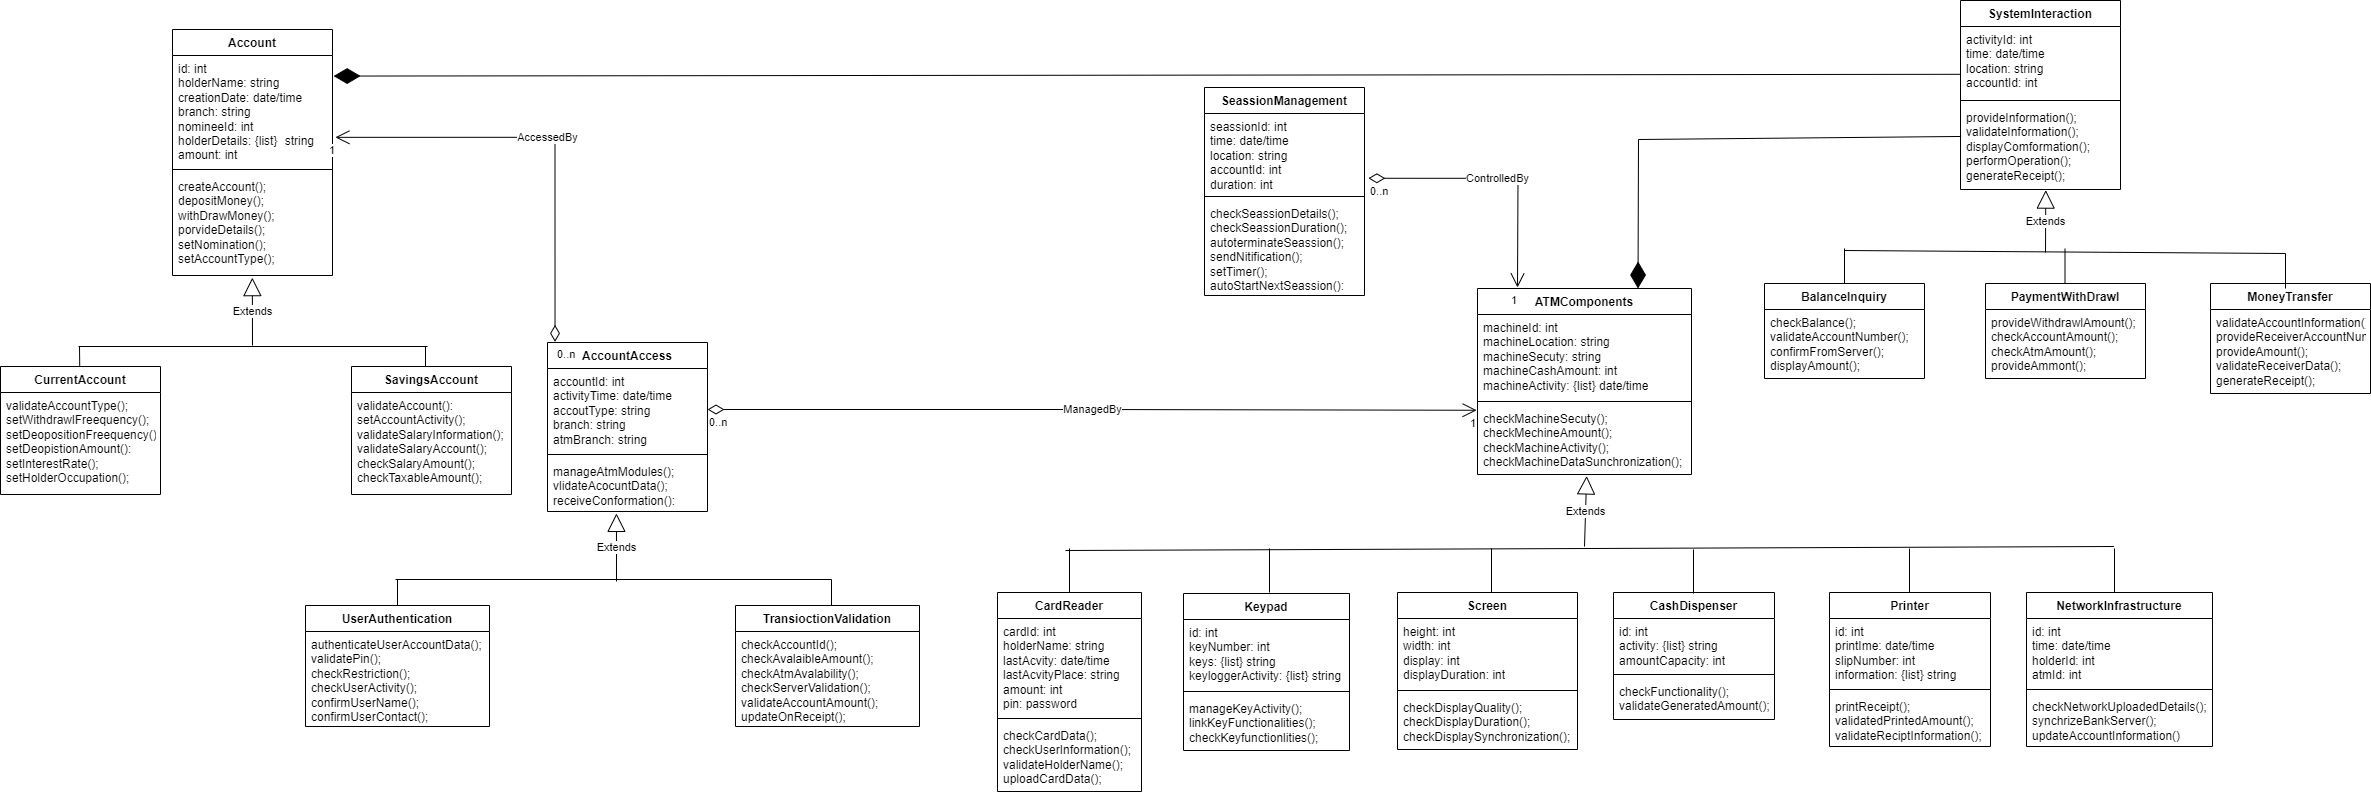 Account
id: int
holderName: string
creationDate: date/time
branch: string
nomineeId: int
holderDetails: {list}  string
amount: int
1
createAccount();
depositMoney();
withDrawMoney();
porvideDetails();
setNomination();
setAccountType();
Extends
CurrentAccount
validateAccountType();
setWithdrawlFreequency();
setDeopositionFreequency()
setDeopistionAmount():
setInterestRate();
setHolderOccupation();
SavingsAccount
validateAccount():
setAccountActivity();
validateSalaryInformation();
validateSalaryAccount();
checkSalaryAmount();
checkTaxableAmount();
AccessedBy
0..n
AccountAccess
accountId: int
activityTime: date/time
accoutType: string
branch: string
atmBranch: string
manageAtmModules();
vlidateAcocuntData();
receiveConformation():
0..n
ManagedBy
1
Extends
UserAuthentication
authenticateUserAccountData();
validatePin();
checkRestriction();
checkUserActivity();
confirmUserName();
confirmUserContact();
TransioctionValidation
checkAccountId();
checkAvalaibleAmount();
checkAtmAvalability();
checkServerValidation();
validateAccountAmount();
updateOnReceipt();
SeassionManagement
seassionId: int
time: date/time
location: string
accountId: int
duration: int
checkSeassionDetails();
checkSeassionDuration();
autoterminateSeassion();
sendNitification();
setTimer();
autoStartNextSeassion():
0..n
ControlledBy
1
ATMComponents
machineId: int
machineLocation: string
machineSecuty: string
machineCashAmount: int
machineActivity: {list} date/time
checkMachineSecuty();
checkMechineAmount();
checkMachineActivity();
checkMachineDataSunchronization();
Extends
SystemInteraction
activityId: int
time: date/time
location: string
accountId: int
provideInformation();
validateInformation();
displayComformation();
performOperation();
generateReceipt();
Extends
BalanceInquiry
checkBalance();
validateAccountNumber();
confirmFromServer();
displayAmount();
PaymentWithDrawl
provideWithdrawlAmount();
checkAccountAmount();
checkAtmAmount();
provideAmmont();
MoneyTransfer
validateAccountInformation(
provideReceiverAccountNun
provideAmount();
validateReceiverData();
generateReceipt();
CardReader
cardId: int
holderName: string
lastAcvity: date/time
lastAcvityPlace: string
amount: int
pin: password
checkCardData();
checkUserInformation();
validateHolderName();
uploadCardData();
Keypad
id: int
keyNumber: int
keys: {list} string
keyloggerActivity: {list} string
manageKeyActivity();
linkKeyFunctionalities();
checkKeyfunctionlities();
Screen
height: int
width: int
display: int
displayDuration: int
checkDisplayQuality();
checkDisplayDuration();
checkDisplaySynchronization();
CashDispenser
id: int
activity: {list} string
amountCapacity: int
checkFunctionality();
validateGeneratedAmount();
Printer
id: int
printIme: date/time
slipNumber: int
information: {list} string
printReceipt();
validatedPrintedAmount();
validateReciptInformation();
NetworkInfrastructure
id: int
time: date/time
holderId: int
atmId: int
checkNetworkUploadedDetails();
synchrizeBankServer();
updateAccountInformation()